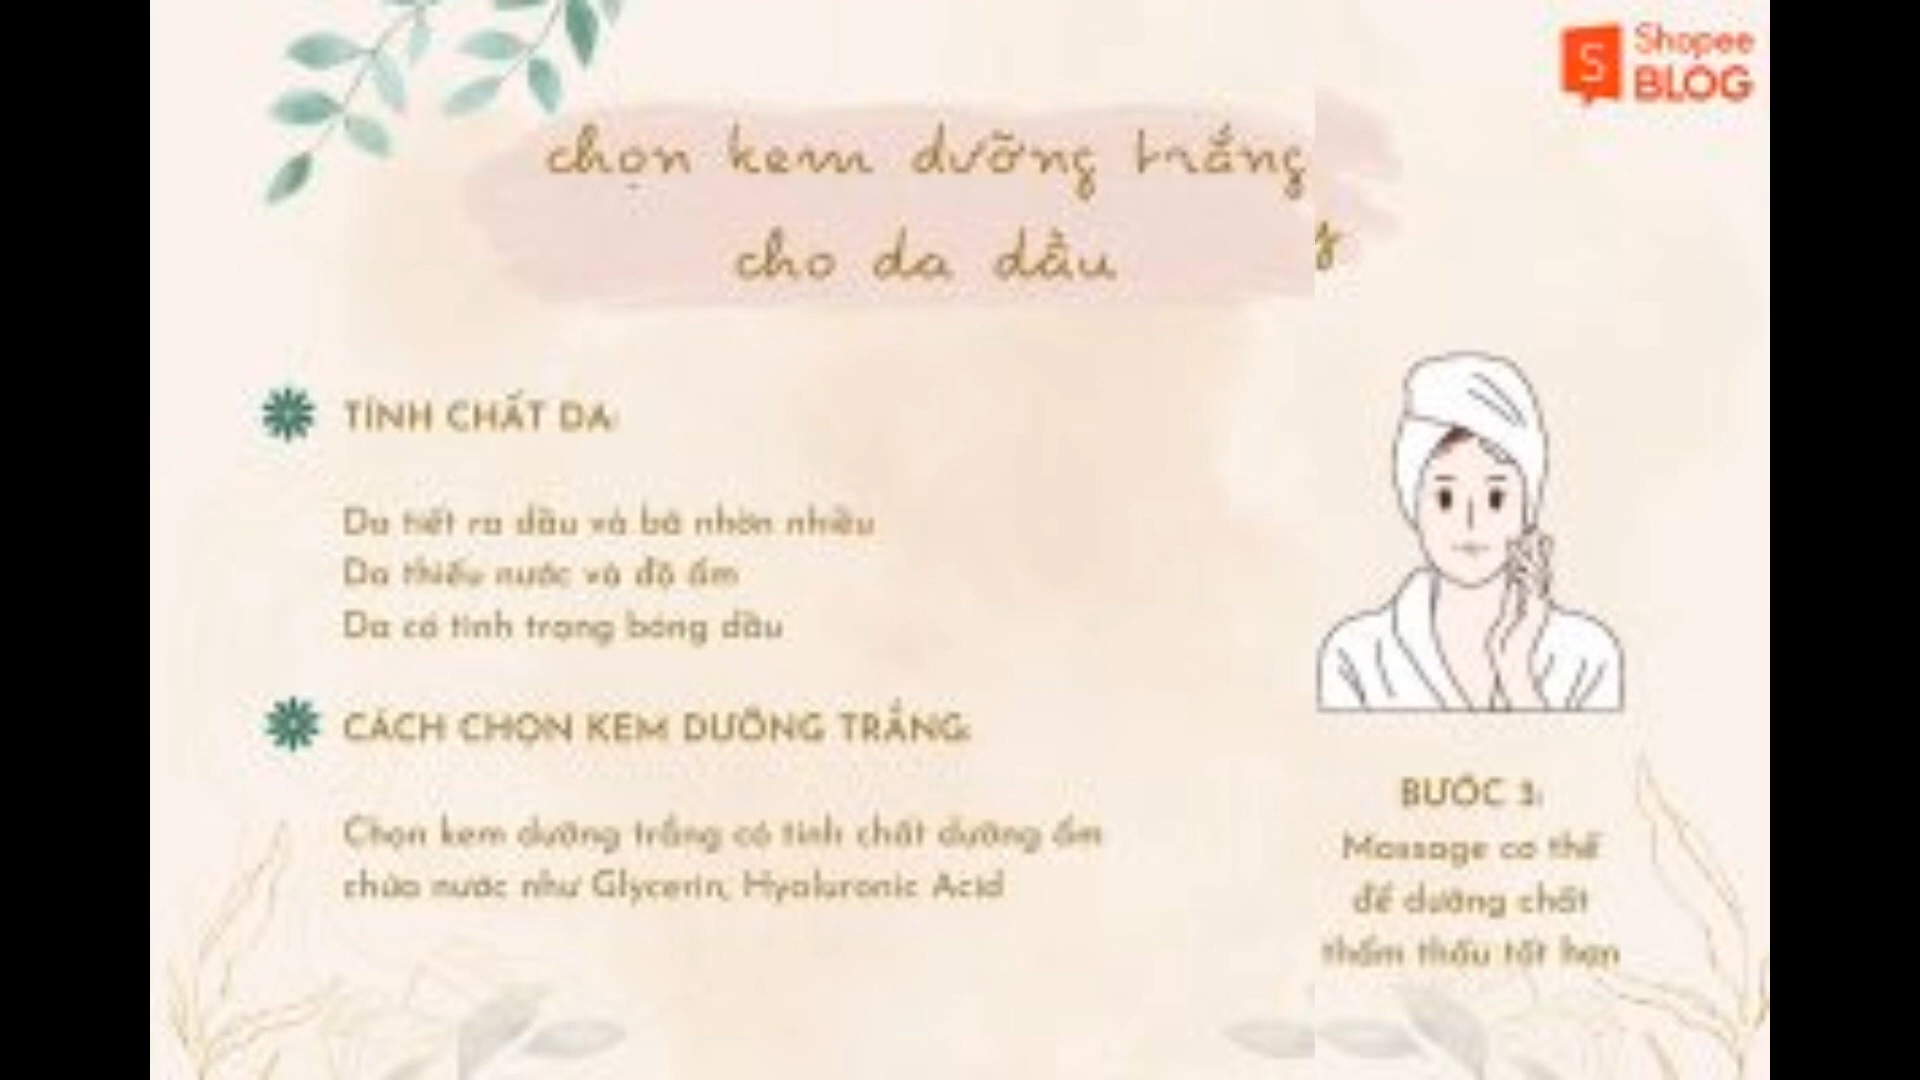 Shopee
BLOG
chọn kem dưỡng trắng
cho da dầu
y
TÍNH CHẤT DA:
Da tiết ra dầu và bã nhờn nhiều
Da thiếu nước và độ ẩm
Da có tình trạng bóng dầu
CÁCH CHỌN KEM DƯỠNG TRẮNG:
Chọn kem dưỡng trắng có tính chất dưỡng ẩm
chứa nước như Glycerin, Hyaluronic Acid
BƯỚC 3:
Massage cơ thể
để dưỡng chất
thẩm thấu tốt hơn